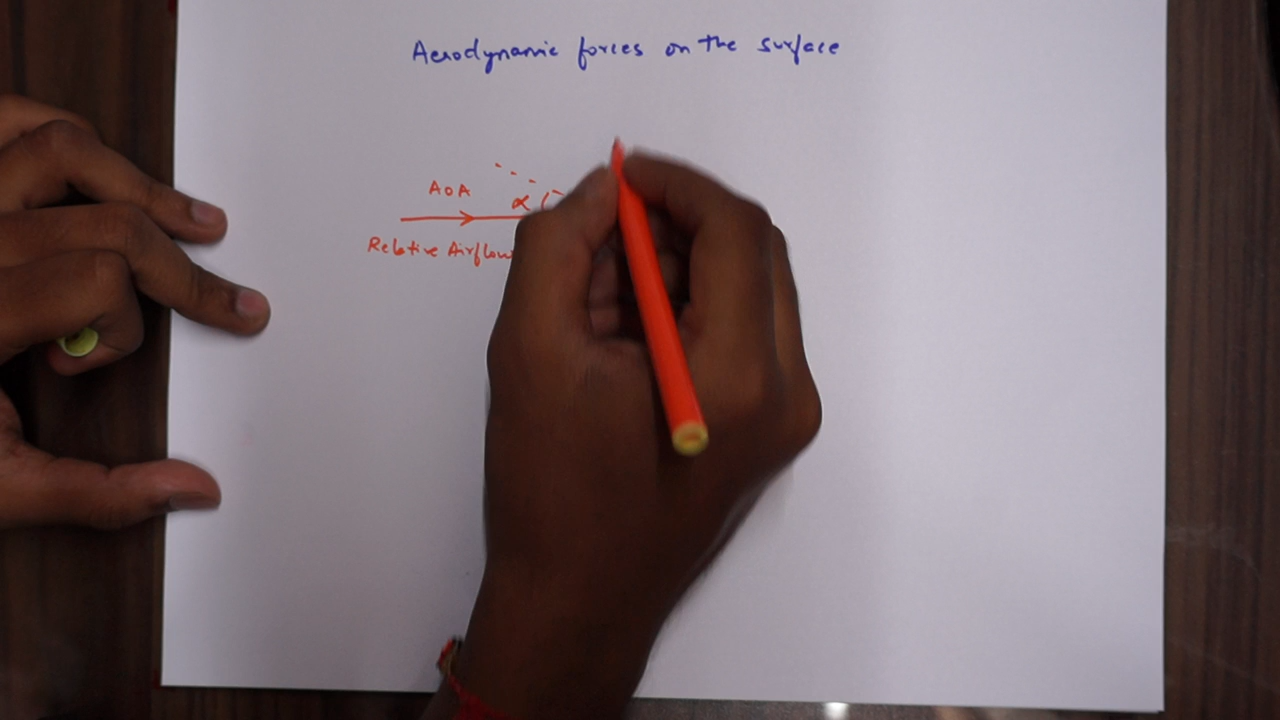 Aerodynamic forces on the surface
AOA
α
Relative Airflow